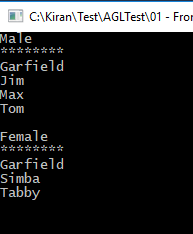 C:\Kiran\Test\AGLTest\01 - Fron
Male
********
Garfield
Jim
Max
Tom
Female
********
Garfield
Simba
Tabby